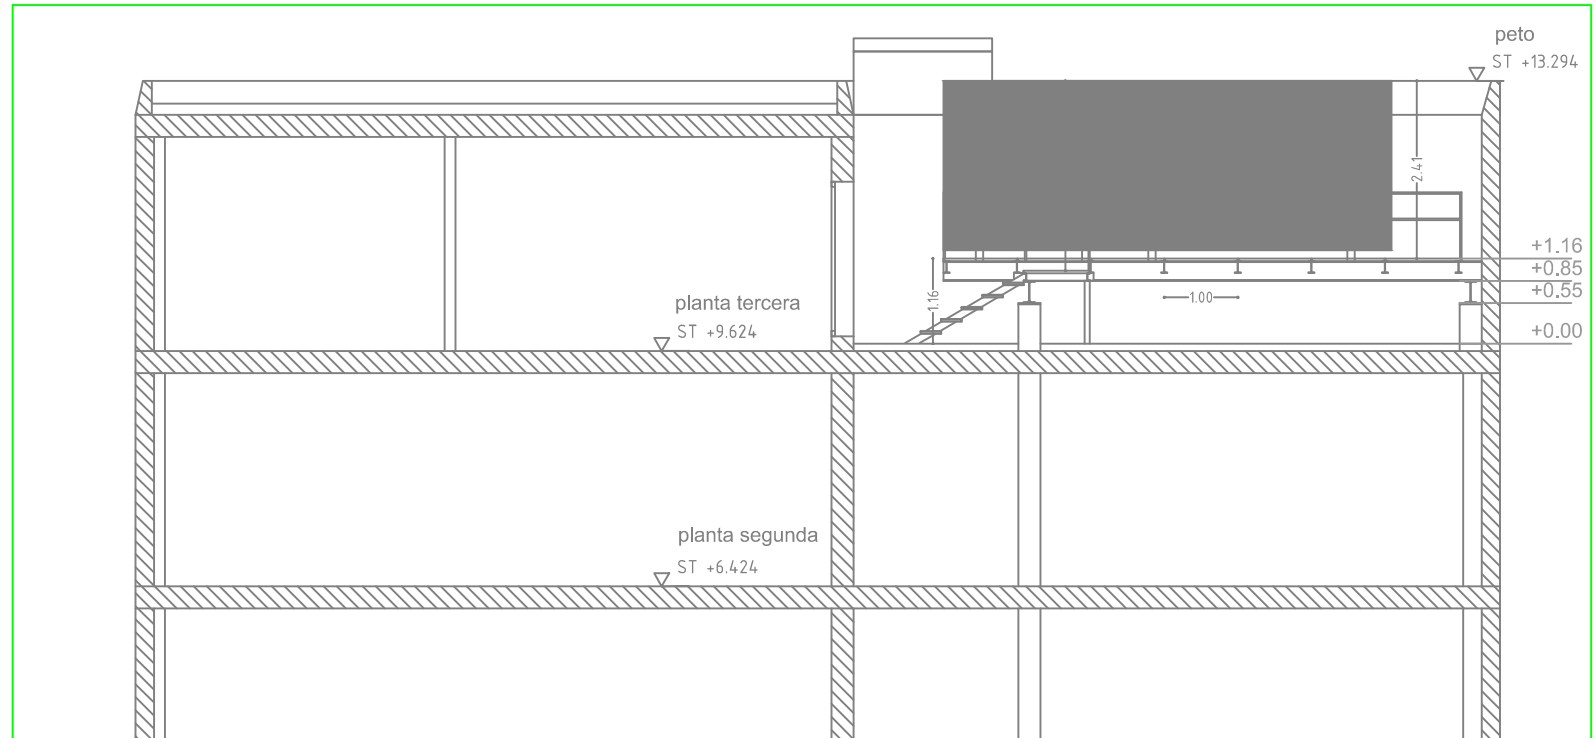 peto
ST +13.294
2.41
+1.16
+0.85
+0.55
+0.00
1.16
1.00
planta tercera
ST +9.624
planta segunda
ST +6.424